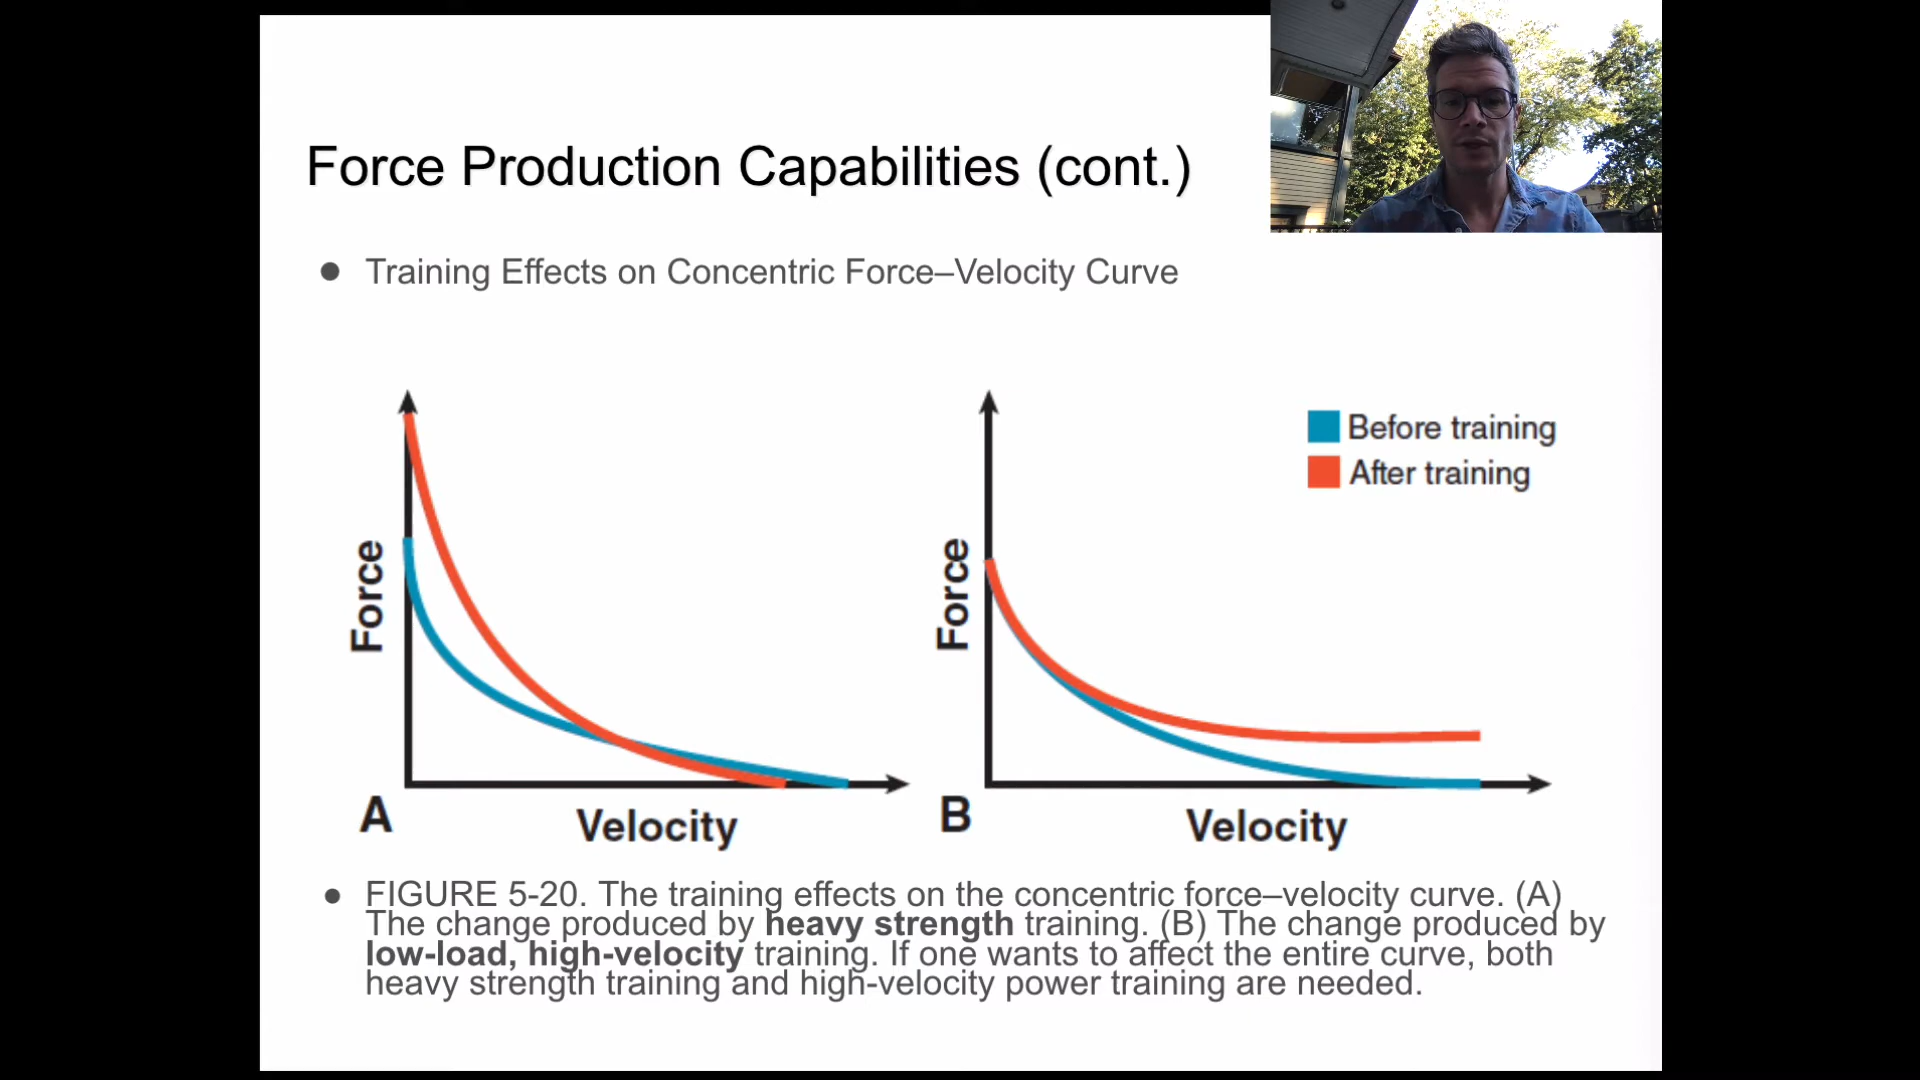 Force Production Capabilities (cont.)
● Training Effects on Concentric Force–Velocity Curve
Before training
After training
Force
Force
A
Velocity
B
Velocity
● FIGURE 5-20. The training effects on the concentric force–velocity curve. (A)
The change produced by heavy strength training. (B) The change produced by
low-load, high-velocity training. If one wants to affect the entire curve, both
heavy strength training and high-velocity power training are needed.